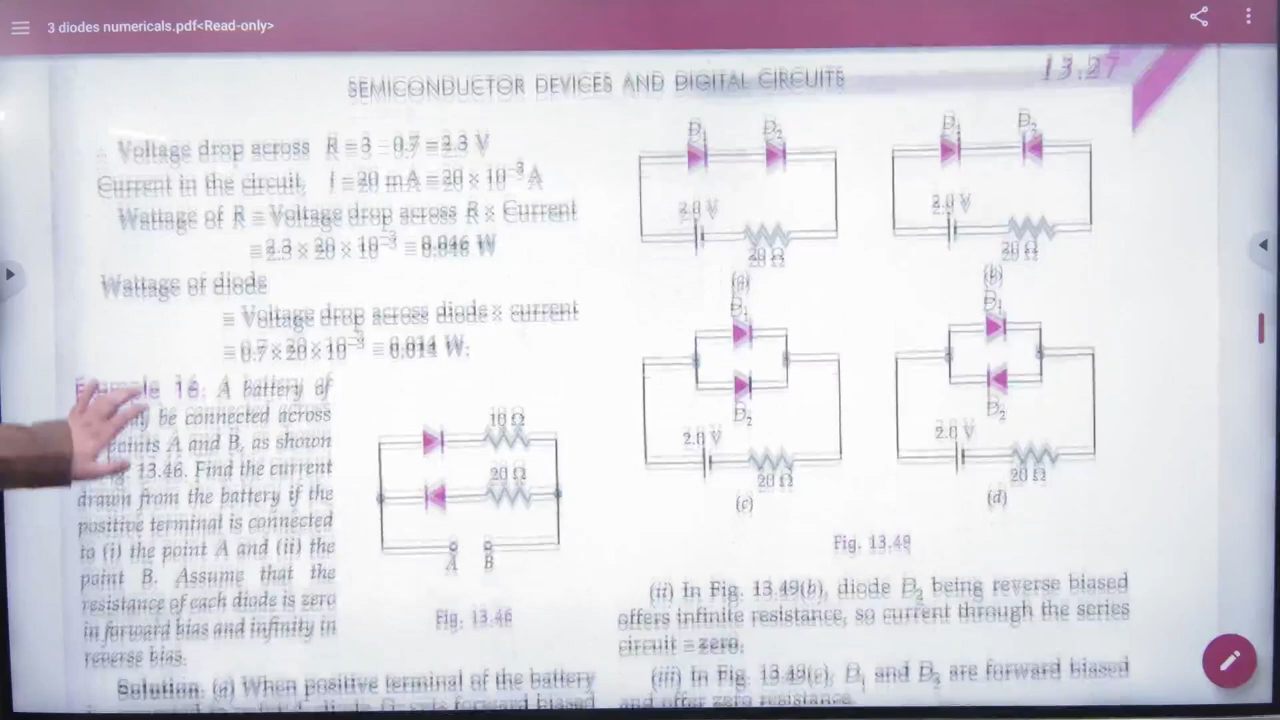 3 diodes numericals.pdf<Read-only>
SEMICONDUCTOR DEVICES AND DIGITAL CIRCUITS
13.27
Voltage drop across R = 3 − 0.7 = 2.3 V
Current in the circuit, I = 20 mA = 20 × 10⁻³ A
Wattage of R = Voltage drop across R × Current
= 2.3 × 20 × 10⁻³ = 0.046 W
Wattage of diode
= Voltage drop across diode × current
= 0.7 × 20 × 10⁻³ = 0.014 W.
16. A battery of
be connected across
points A and B, as shown
13.46. Find the current
drawn from the battery if the
positive terminal is connected
to (i) the point A and (ii) the
point B. Assume that the
resistance of each diode is zero
in forward bias and infinity in
reverse bias.
10 Ω
20 Ω
A B
Fig. 13.46
Solution. (a) When positive terminal of the battery
D₁ D₂
2.0 V
20 Ω
(a)
D₁ D₂
2.0 V
20 Ω
(b)
D₁
D₂
2.0 V
20 Ω
(c)
D₁
D₂
2.0 V
20 Ω
(d)
Fig. 13.49
(ii) In Fig. 13.49(b), diode D₂ being reverse biased
offers infinite resistance, so current through the series
circuit = zero.
(iii) In Fig. 13.49(c), D₁ and D₂ are forward biased
and offer zero resistance.